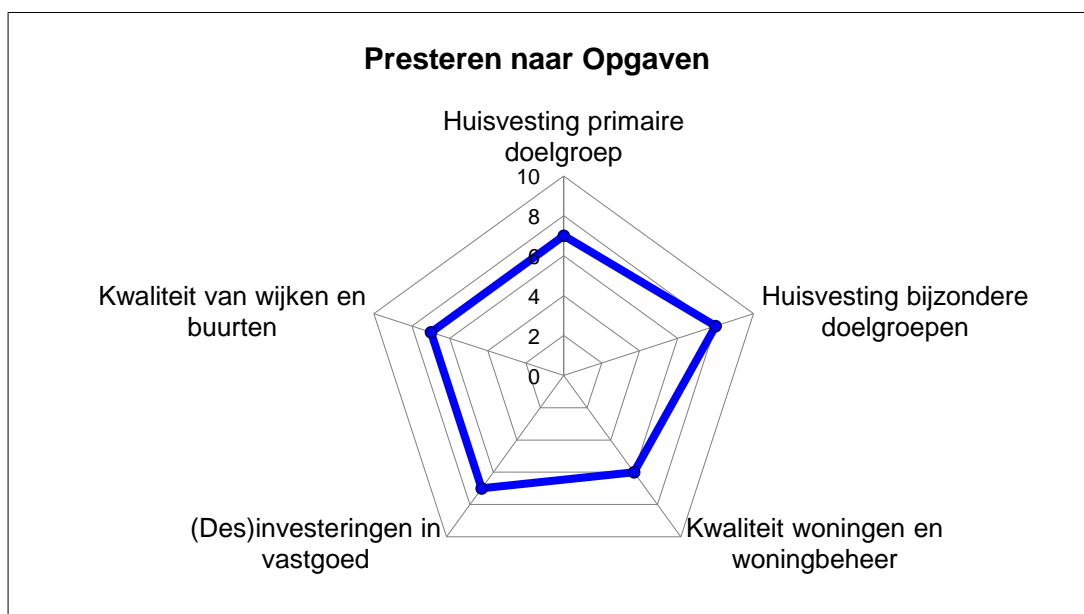 Presteren naar Opgaven
Huisvesting primaire
doelgroep
10
8
6
4
2
0
Kwaliteit van wijken en
buurten
Huisvesting bijzondere
doelgroepen
(Des)investeringen in
vastgoed
Kwaliteit woningen en
woningbeheer